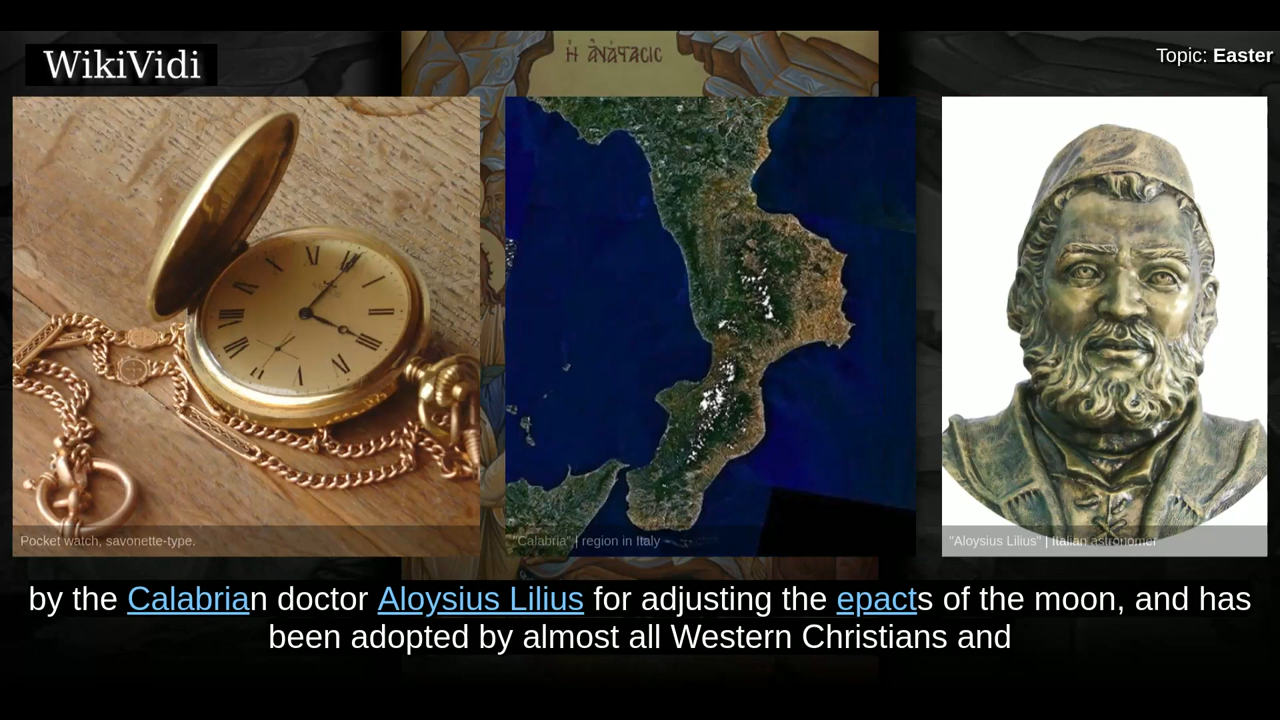 Η ΑΝΑΣΤΑΣΙΣ
WikiVidi
Topic: Easter
Pocket watch, savonette-type.
"Calabria" | region in Italy
"Aloysius Lilius" | Italian astronomer
by the Calabrian doctor Aloysius Lilius for adjusting the epacts of the moon, and has
been adopted by almost all Western Christians and